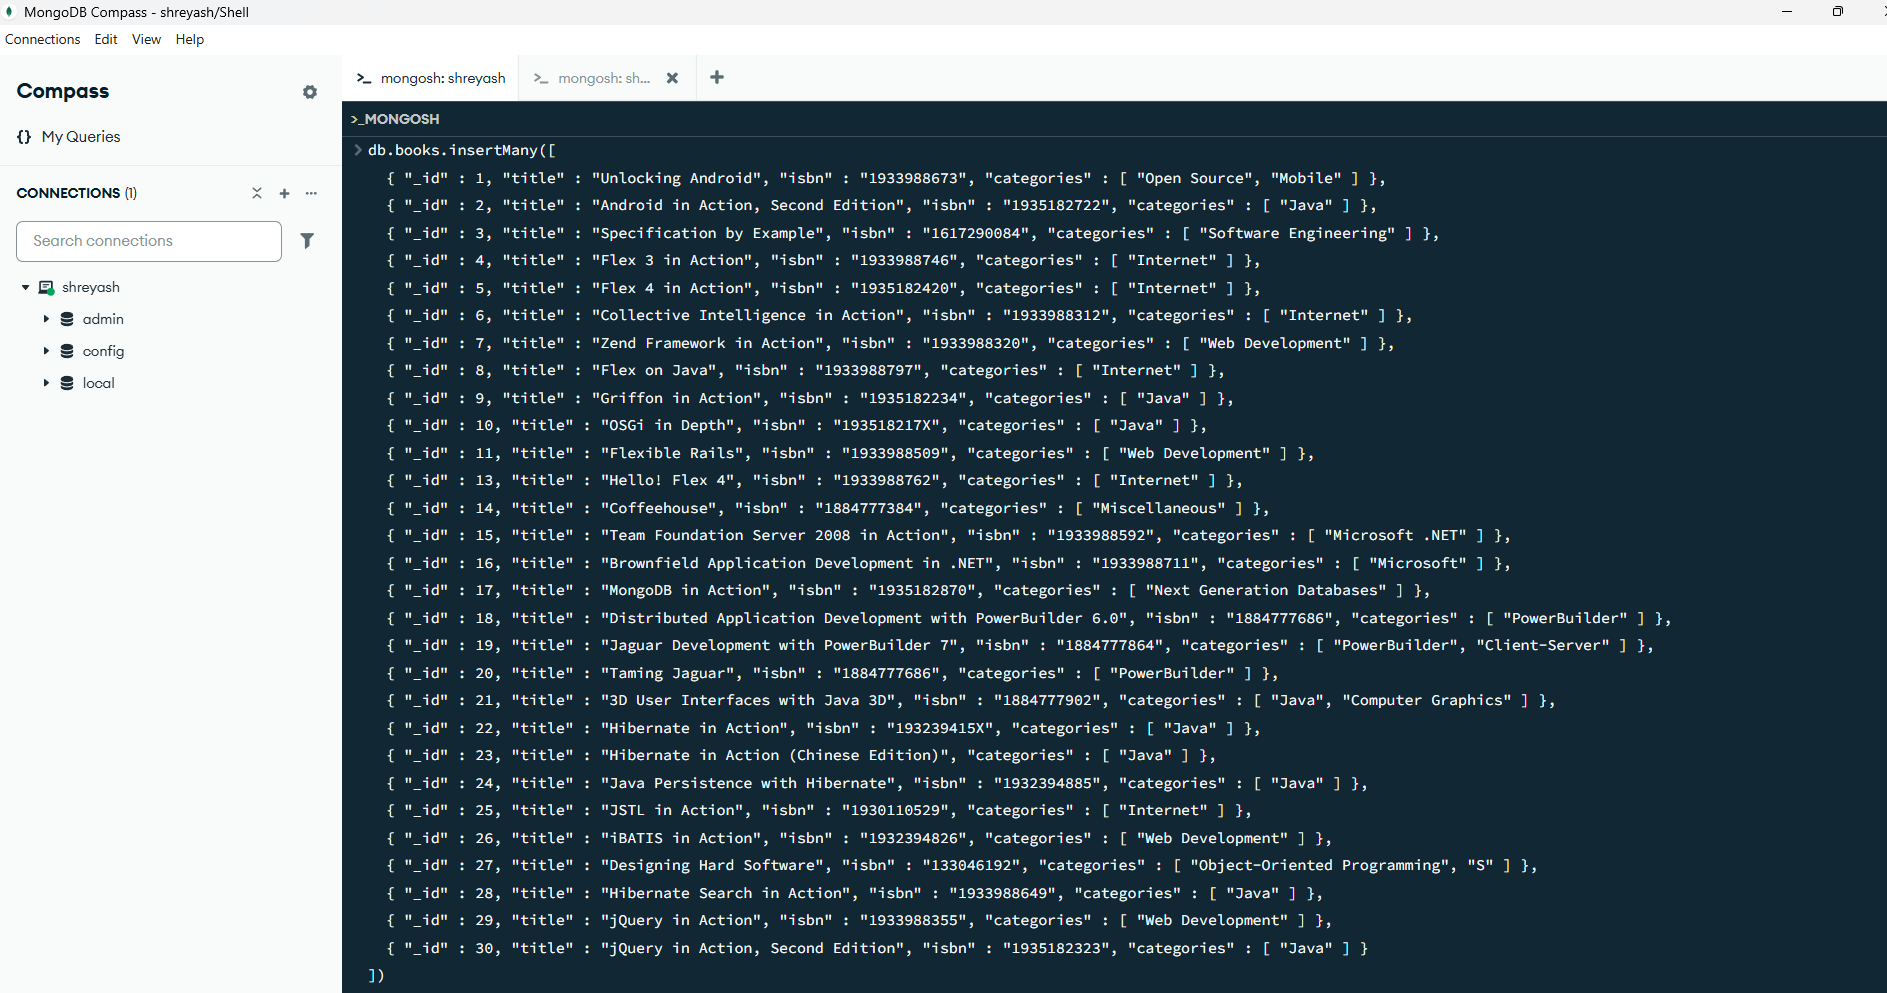 MongoDB Compass - shreyash/Shell
Connections Edit View Help
Compass
{} My Queries
CONNECTIONS (1)
Search connections
shreyash
admin
config
local
>_ mongosh: shreyash
>_ mongosh: sh...
>_MONGOSH
> db.books.insertMany([
{ "_id" : 1, "title" : "Unlocking Android", "isbn" : "1933988673", "categories" : [ "Open Source", "Mobile" ] },
{ "_id" : 2, "title" : "Android in Action, Second Edition", "isbn" : "1935182722", "categories" : [ "Java" ] },
{ "_id" : 3, "title" : "Specification by Example", "isbn" : "1617290084", "categories" : [ "Software Engineering" ] },
{ "_id" : 4, "title" : "Flex 3 in Action", "isbn" : "1933988746", "categories" : [ "Internet" ] },
{ "_id" : 5, "title" : "Flex 4 in Action", "isbn" : "1935182420", "categories" : [ "Internet" ] },
{ "_id" : 6, "title" : "Collective Intelligence in Action", "isbn" : "1933988312", "categories" : [ "Internet" ] },
{ "_id" : 7, "title" : "Zend Framework in Action", "isbn" : "1933988320", "categories" : [ "Web Development" ] },
{ "_id" : 8, "title" : "Flex on Java", "isbn" : "1933988797", "categories" : [ "Internet" ] },
{ "_id" : 9, "title" : "Griffon in Action", "isbn" : "1935182234", "categories" : [ "Java" ] },
{ "_id" : 10, "title" : "OSGi in Depth", "isbn" : "193518217X", "categories" : [ "Java" ] },
{ "_id" : 11, "title" : "Flexible Rails", "isbn" : "1933988509", "categories" : [ "Web Development" ] },
{ "_id" : 13, "title" : "Hello! Flex 4", "isbn" : "1933988762", "categories" : [ "Internet" ] },
{ "_id" : 14, "title" : "Coffeehouse", "isbn" : "1884777384", "categories" : [ "Miscellaneous" ] },
{ "_id" : 15, "title" : "Team Foundation Server 2008 in Action", "isbn" : "1933988592", "categories" : [ "Microsoft .NET" ] },
{ "_id" : 16, "title" : "Brownfield Application Development in .NET", "isbn" : "1933988711", "categories" : [ "Microsoft" ] },
{ "_id" : 17, "title" : "MongoDB in Action", "isbn" : "1935182870", "categories" : [ "Next Generation Databases" ] },
{ "_id" : 18, "title" : "Distributed Application Development with PowerBuilder 6.0", "isbn" : "1884777686", "categories" : [ "PowerBuilder" ] },
{ "_id" : 19, "title" : "Jaguar Development with PowerBuilder 7", "isbn" : "1884777864", "categories" : [ "PowerBuilder", "Client-Server" ] },
{ "_id" : 20, "title" : "Taming Jaguar", "isbn" : "1884777686", "categories" : [ "PowerBuilder" ] },
{ "_id" : 21, "title" : "3D User Interfaces with Java 3D", "isbn" : "1884777902", "categories" : [ "Java", "Computer Graphics" ] },
{ "_id" : 22, "title" : "Hibernate in Action", "isbn" : "193239415X", "categories" : [ "Java" ] },
{ "_id" : 23, "title" : "Hibernate in Action (Chinese Edition)", "categories" : [ "Java" ] },
{ "_id" : 24, "title" : "Java Persistence with Hibernate", "isbn" : "1932394885", "categories" : [ "Java" ] },
{ "_id" : 25, "title" : "JSTL in Action", "isbn" : "1930110529", "categories" : [ "Internet" ] },
{ "_id" : 26, "title" : "iBATIS in Action", "isbn" : "1932394826", "categories" : [ "Web Development" ] },
{ "_id" : 27, "title" : "Designing Hard Software", "isbn" : "133046192", "categories" : [ "Object-Oriented Programming", "S" ] },
{ "_id" : 28, "title" : "Hibernate Search in Action", "isbn" : "1933988649", "categories" : [ "Java" ] },
{ "_id" : 29, "title" : "jQuery in Action", "isbn" : "1933988355", "categories" : [ "Web Development" ] },
{ "_id" : 30, "title" : "jQuery in Action, Second Edition", "isbn" : "1935182323", "categories" : [ "Java" ] }
])